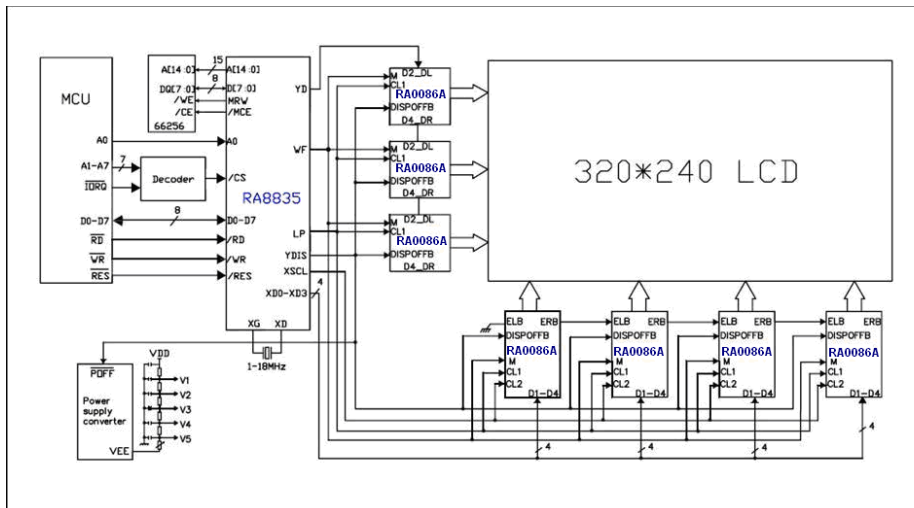 MCU
A0
A1-A7
7
IORQ
D0-D7
8
RD
WR
RES
Decoder
A[14:0]
15
DQ[7:0]
8
/WE
/CE
66256
A[14:0]
D[7:0]
MRW
/MCE
A0
/CS
RA8835
D0-D7
/RD
/WR
/RES
YD
WF
LP
YDIS
XSCL
XD0-XD3
4
XG
XD
1-18MHz
D2_DL
M
CL1
RA0086A
DISPOFFB
D4_DR
D2_DL
M
CL1
RA0086A
DISPOFFB
D4_DR
D2_DL
M
CL1
RA0086A
DISPOFFB
D4_DR
320*240 LCD
ELB ERB
DISPOFFB
RA0086A
M
CL1
CL2
D1-D4
4
ELB ERB
DISPOFFB
RA0086A
M
CL1
CL2
D1-D4
4
ELB ERB
DISPOFFB
RA0086A
M
CL1
CL2
D1-D4
4
ELB ERB
DISPOFFB
RA0086A
M
CL1
CL2
D1-D4
4
POFF
Power
supply
converter
VEE
VDD
V1
V2
V3
V4
V5